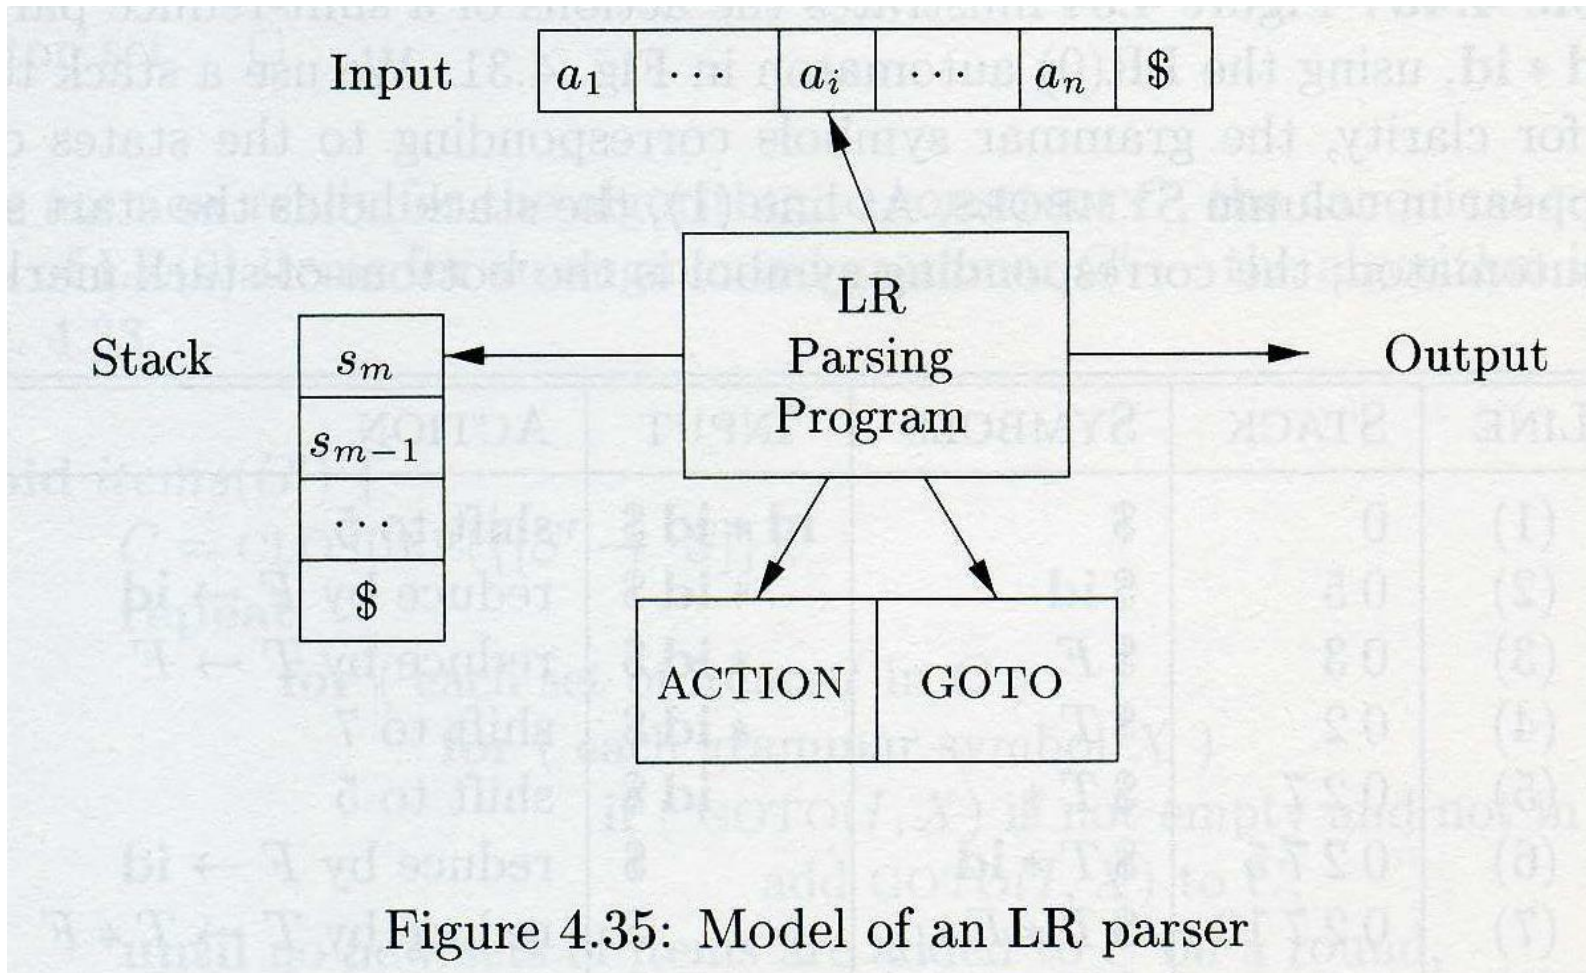 Input a₁ ⋯ aᵢ ⋯ aₙ $
LR
Parsing
Program
Stack
sₘ
sₘ₋₁
⋯
$
Output
ACTION GOTO
Figure 4.35: Model of an LR parser